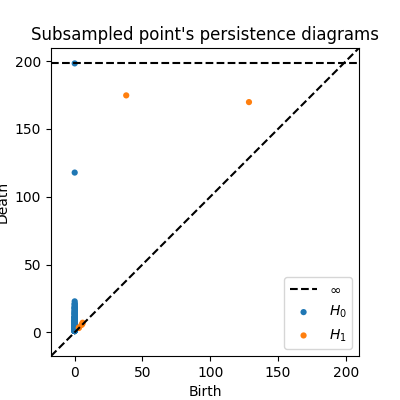 Subsampled point's persistence diagrams
200
150
100
50
0
Death
∞
H₀
H₁
0 50 100 150 200
Birth